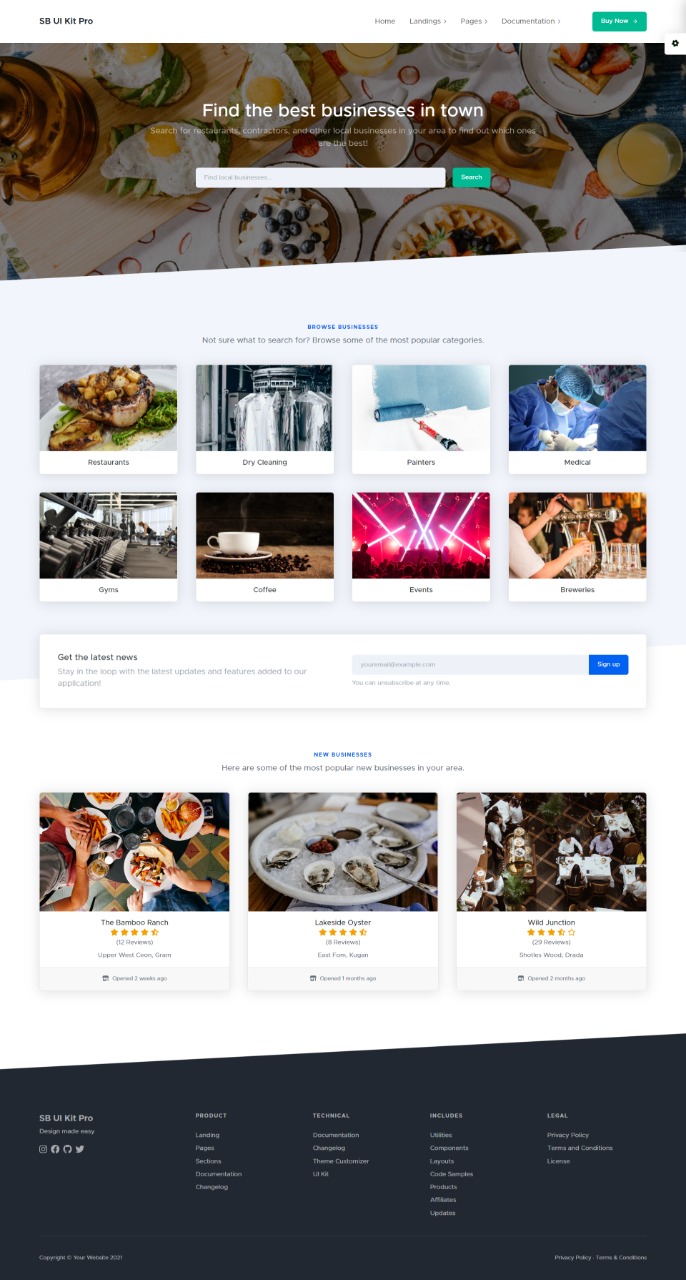 SB UI Kit Pro
Home Landings Pages Documentation Buy Now
Find the best businesses in town
Search for restaurants, contractors, and other local businesses in your area to find out which ones
are the best!
Find local businesses...
Search
BROWSE BUSINESSES
Not sure what to search for? Browse some of the most popular categories.
Restaurants
Dry Cleaning
Painters
Medical
Gyms
Coffee
Events
Breweries
Get the latest news
Stay in the loop with the latest updates and features added to our
application!
youremail@example.com
Sign up
You can unsubscribe at any time.
NEW BUSINESSES
Here are some of the most popular new businesses in your area.
The Bamboo Ranch
(12 Reviews)
Upper West Ceon, Gram
Opened 2 weeks ago
Lakeside Oyster
(8 Reviews)
East Fom, Kugan
Opened 1 months ago
Wild Junction
(29 Reviews)
Sholles Wood, Orada
Opened 2 months ago
SB UI Kit Pro
Design made easy
PRODUCT
Landing
Pages
Sections
Documentation
Changelog
TECHNICAL
Documentation
Changelog
Theme Customizer
UI Kit
INCLUDES
Utilities
Components
Layouts
Code Samples
Products
Affiliates
Updates
LEGAL
Privacy Policy
Terms and Conditions
License
Copyright © Your Website 2021
Privacy Policy · Terms & Conditions